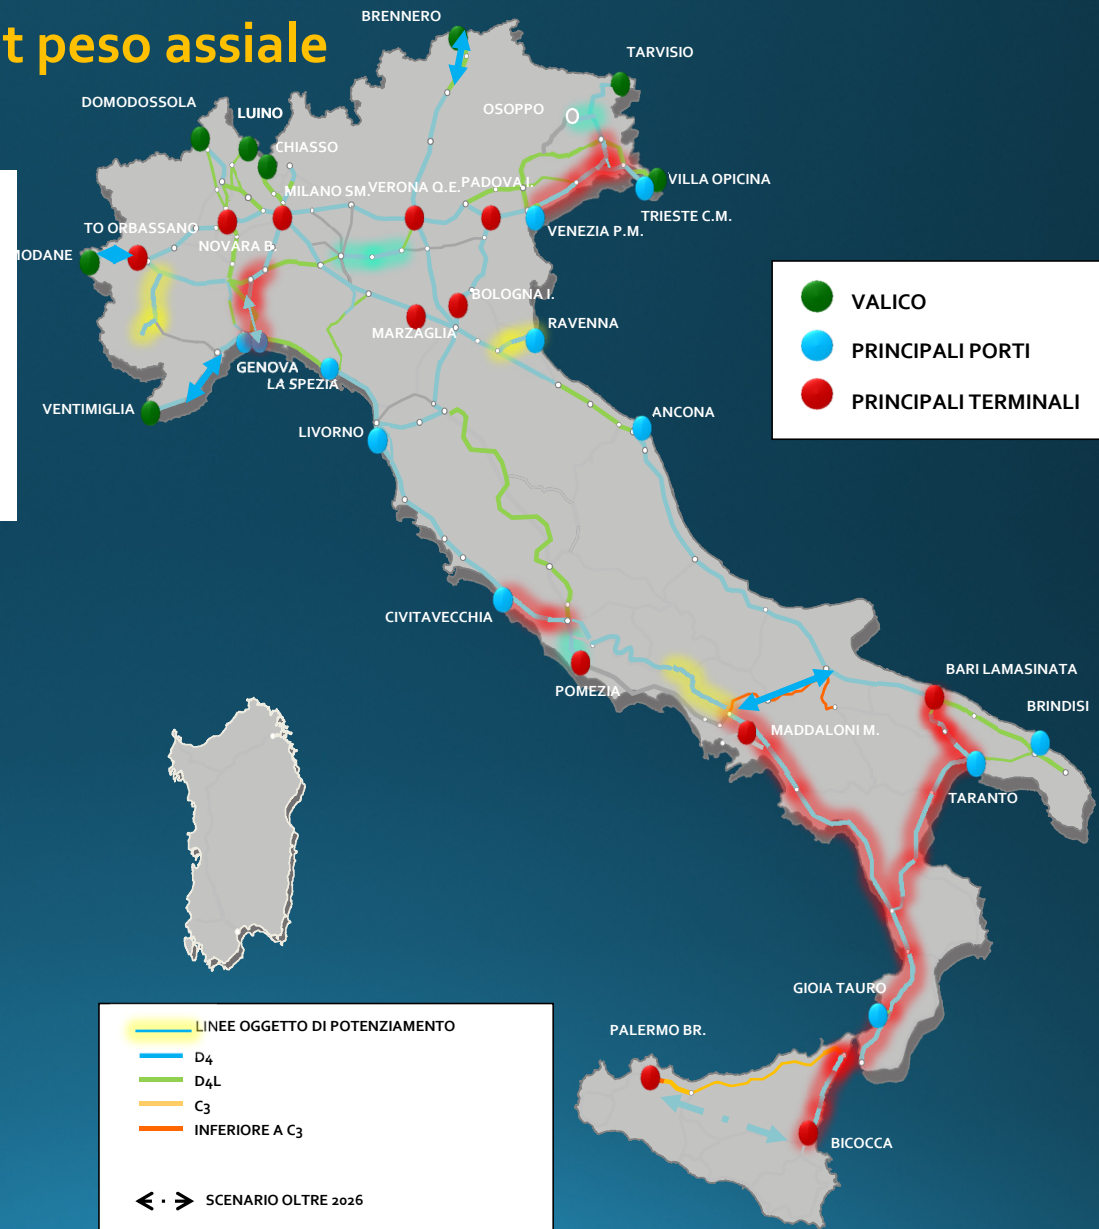 t peso assiale
BRENNERO
TARVISIO
DOMODOSSOLA
LUINO
OSOPPO
CHIASSO
MILANO SM.
VERONA Q.E.
PADOVA I.
VILLA OPICINA
TRIESTE C.M.
TO ORBASSANO
VENEZIA P.M.
NOVARA B.
MODANE
BOLOGNA I.
MARZAGLIA
RAVENNA
GENOVA
LA SPEZIA
VENTIMIGLIA
ANCONA
LIVORNO
VALICO
PRINCIPALI PORTI
PRINCIPALI TERMINALI
CIVITAVECCHIA
POMEZIA
BARI LAMASINATA
BRINDISI
MADDALONI M.
TARANTO
GIOIA TAURO
PALERMO BR.
BICOCCA
LINEE OGGETTO DI POTENZIAMENTO
D4
D4L
C3
INFERIORE A C3
SCENARIO OLTRE 2026